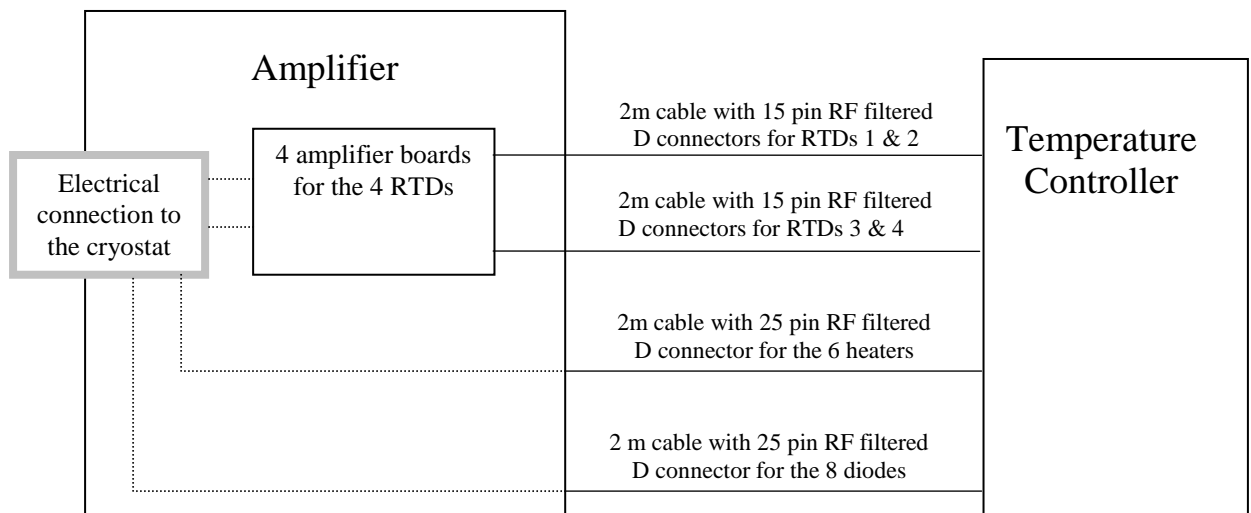 Amplifier
4 amplifier boards
for the 4 RTDs
Electrical
connection to
the cryostat
2m cable with 15 pin RF filtered
D connectors for RTDs 1 & 2
2m cable with 15 pin RF filtered
D connectors for RTDs 3 & 4
2m cable with 25 pin RF filtered
D connector for the 6 heaters
2 m cable with 25 pin RF filtered
D connector for the 8 diodes
Temperature
Controller